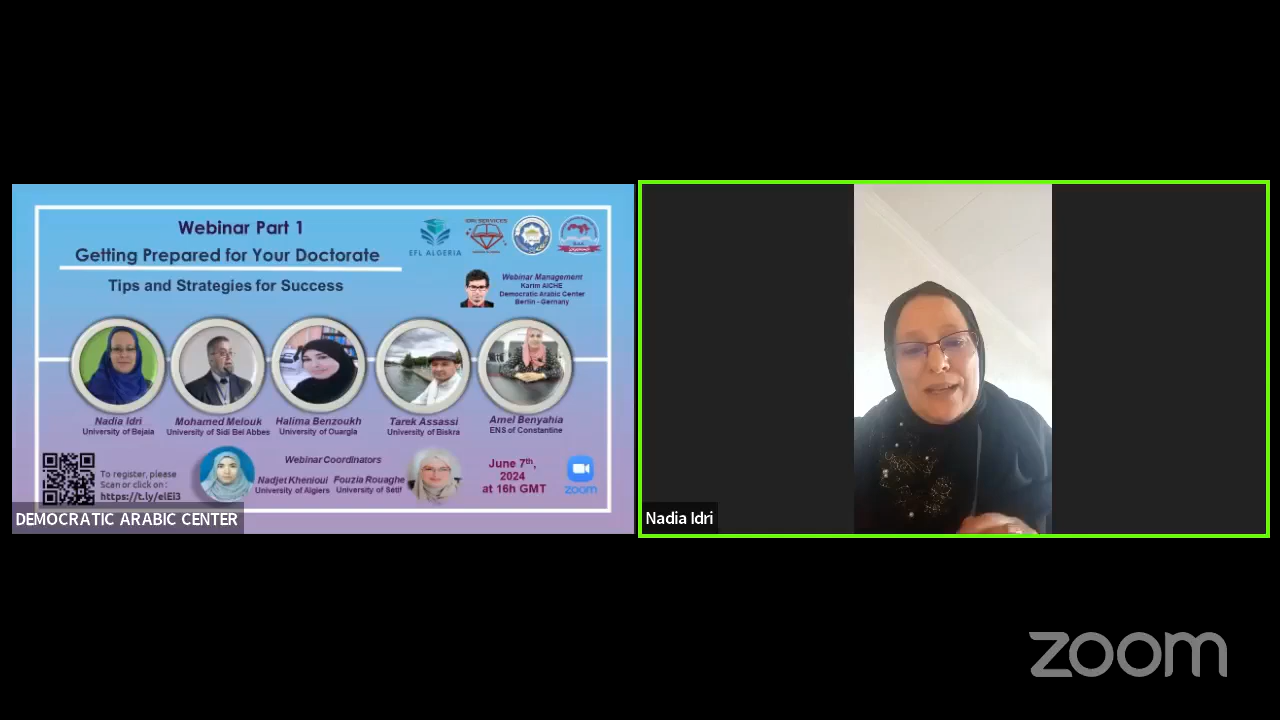 Webinar Part 1
Getting Prepared for Your Doctorate
Tips and Strategies for Success
EFL ALGERIA
IDRI SERVICES
Webinar Management
Karim AICHE
Democratic Arabic Center
Berlin - Gernany
Nadia Idri
University of Bejaia
Mohamed Melouk
University of Sidi Bel Abbes
Halima Benzoukh
University of Ouargla
Tarek Assassi
University of Biskra
Amel Benyahia
ENS of Constantine
To register, please
Scan or click on :
https://t.ly/elEi3
Webinar Coordinators
Nadjet Khenioui
University of Algiers
Fouzia Rouaghe
University of Setif
June 7th,
2024
at 16h GMT
zoom
DEMOCRATIC ARABIC CENTER
Nadia Idri
zoom